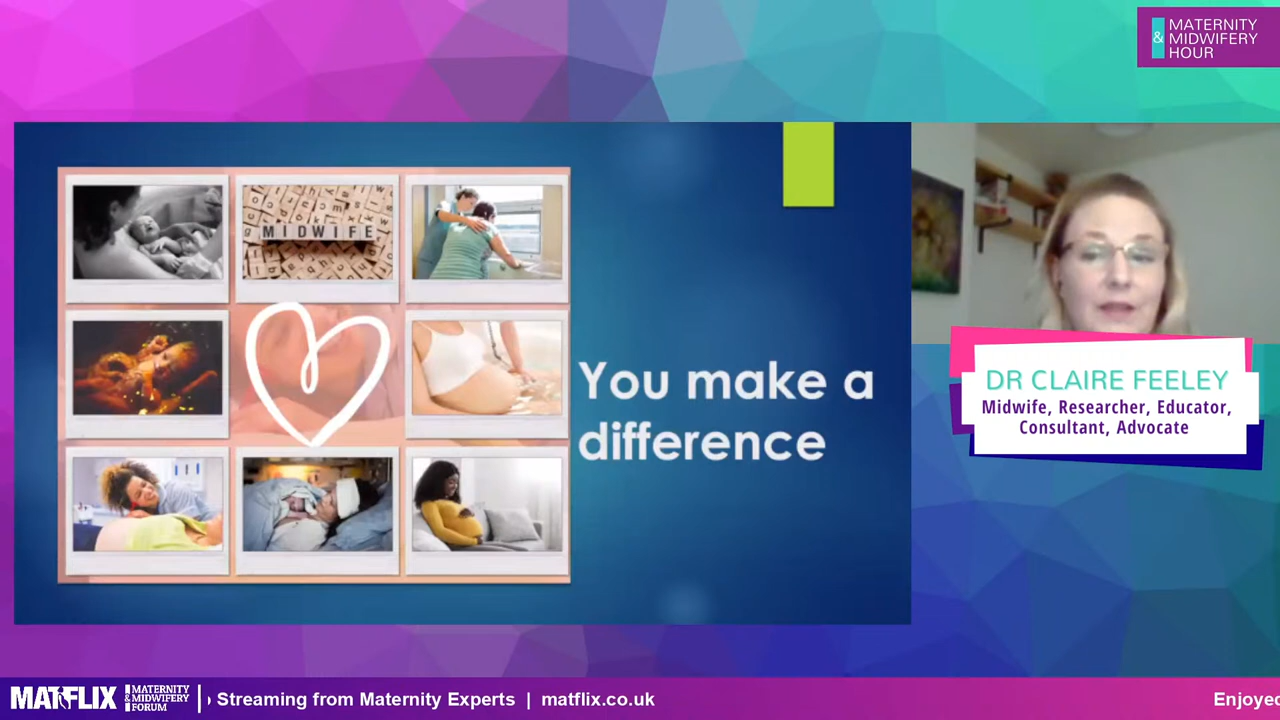 & MATERNITY
MIDWIFERY
HOUR
MIDWIFE
You make a
difference
DR CLAIRE FEELEY
Midwife, Researcher, Educator,
Consultant, Advocate
MATFLIX
MATERNITY
& MIDWIFERY
FORUM
Streaming from Maternity Experts | matflix.co.uk
Enjoyed